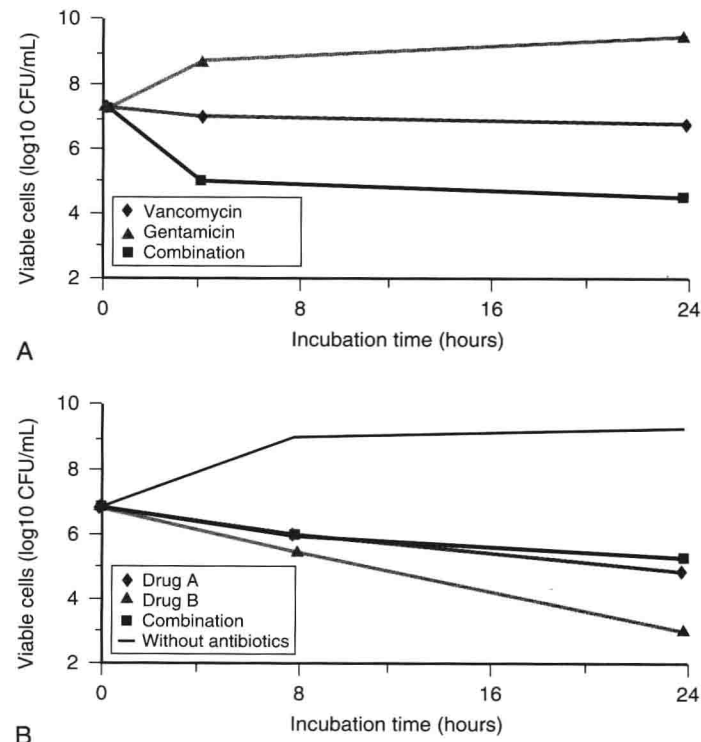 Viable cells (log10 CFU/mL)
10
8
6
4
2
Vancomycin
Gentamicin
Combination
0
8
16
24
Incubation time (hours)
A
Viable cells (log10 CFU/mL)
10
8
6
4
2
Drug A
Drug B
Combination
Without antibiotics
0
8
16
24
Incubation time (hours)
B